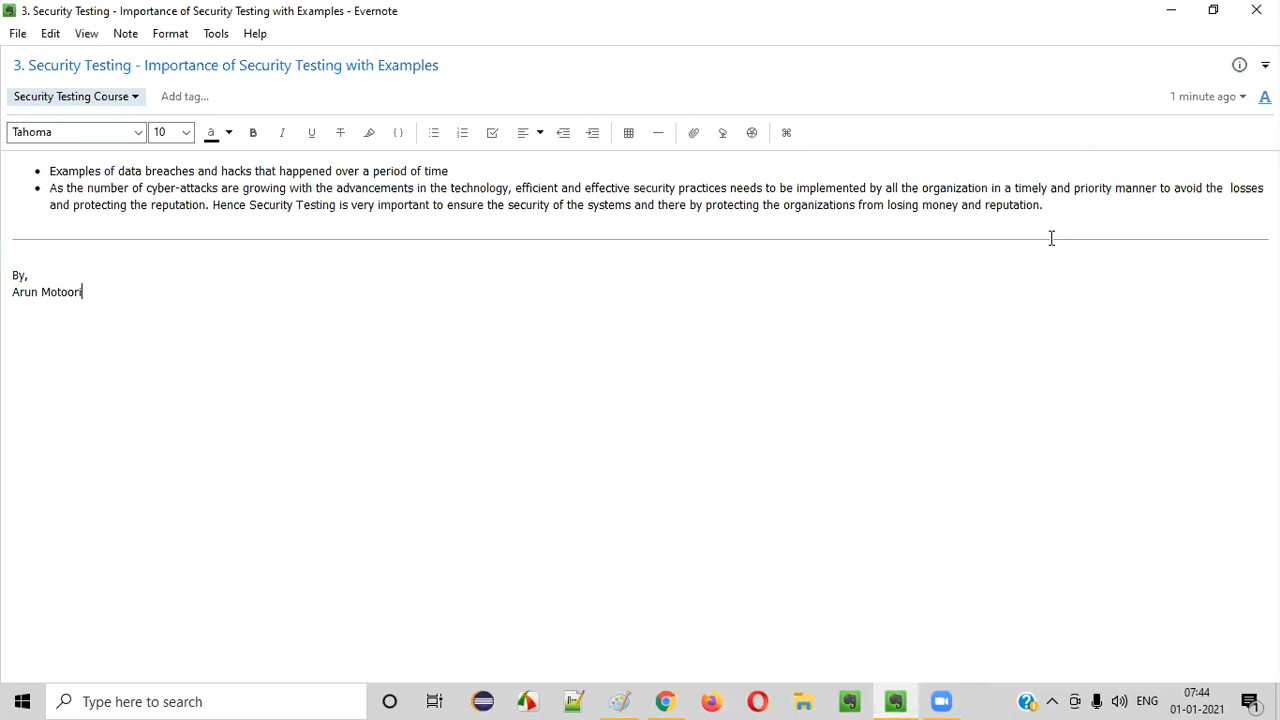 3. Security Testing - Importance of Security Testing with Examples - Evernote
File Edit View Note Format Tools Help
3. Security Testing - Importance of Security Testing with Examples
Security Testing Course Add tag... 1 minute ago A
Tahoma 10 a B I U T { }
• Examples of data breaches and hacks that happened over a period of time
• As the number of cyber-attacks are growing with the advancements in the technology, efficient and effective security practices needs to be implemented by all the organization in a timely and priority manner to avoid the losses
and protecting the reputation. Hence Security Testing is very important to ensure the security of the systems and there by protecting the organizations from losing money and reputation.
By,
Arun Motoori
Type here to search ENG 07:44
01-01-2021 1